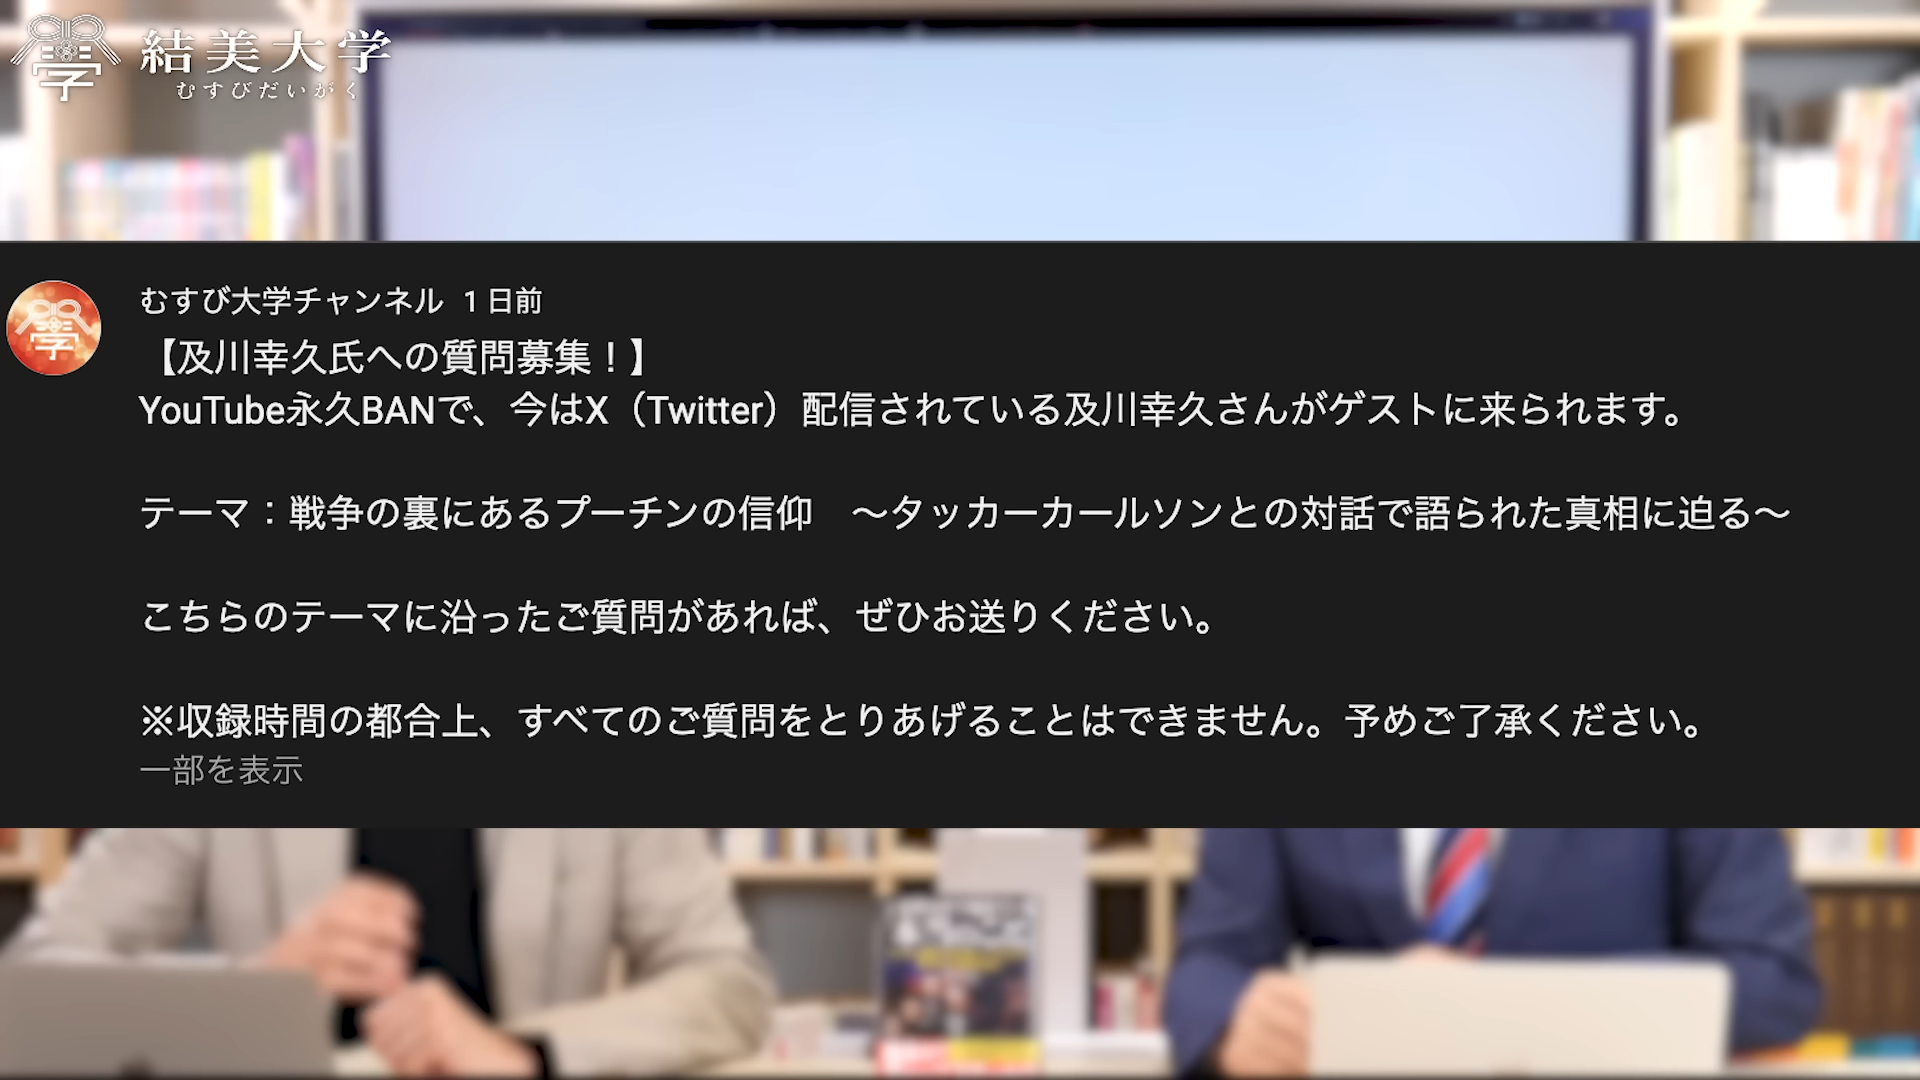 結美大学
むすびだいがく
むすび大学チャンネル 1日前
【及川幸久氏への質問募集！】
YouTube永久BANで、今はX（Twitter）配信されている及川幸久さんがゲストに来られます。
テーマ：戦争の裏にあるプーチンの信仰　～タッカーカールソンとの対話で語られた真相に迫る～
こちらのテーマに沿ったご質問があれば、ぜひお送りください。
※収録時間の都合上、すべてのご質問をとりあげることはできません。予めご了承ください。
一部を表示